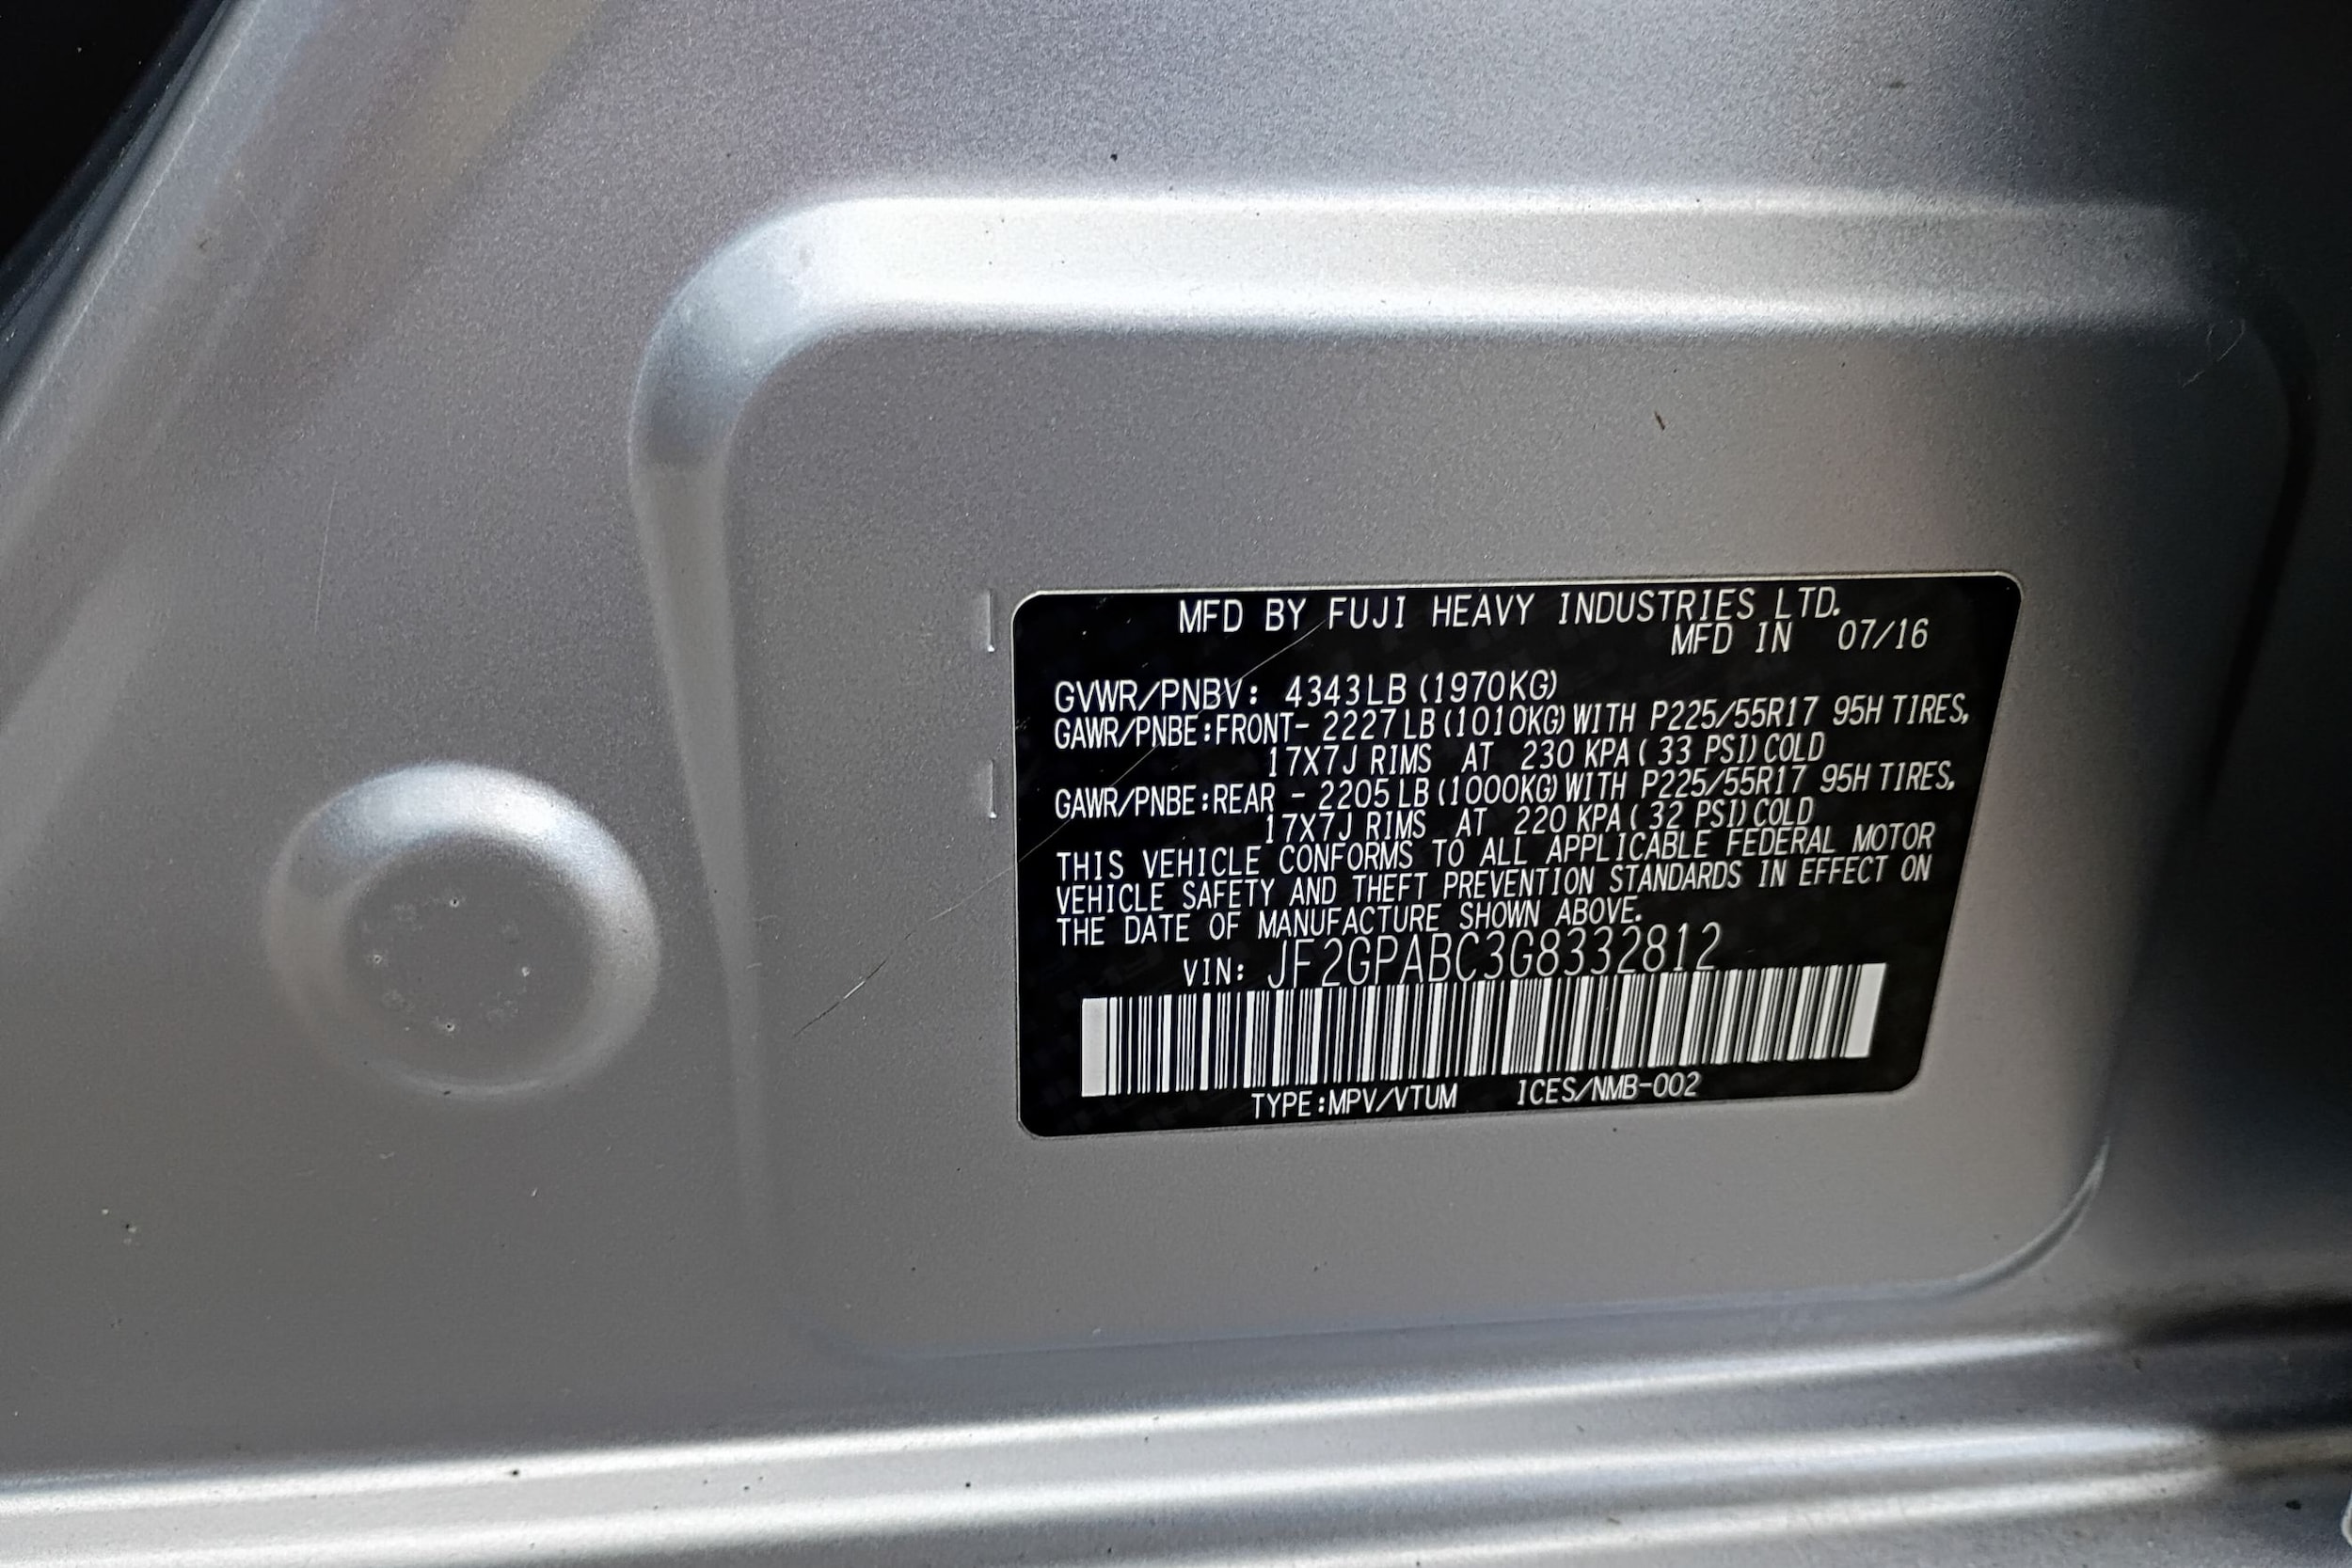 MFD BY FUJI HEAVY INDUSTRIES LTD.
MFD IN 07/16
GVWR/PNBV: 4343LB (1970KG)
GAWR/PNBE:FRONT- 2227LB (1010KG) WITH P225/55R17 95H TIRES,
17X7J RIMS AT 230 KPA ( 33 PSI) COLD
GAWR/PNBE:REAR - 2205LB (1000KG) WITH P225/55R17 95H TIRES,
17X7J RIMS AT 220 KPA ( 32 PSI) COLD
THIS VEHICLE CONFORMS TO ALL APPLICABLE FEDERAL MOTOR
VEHICLE SAFETY AND THEFT PREVENTION STANDARDS IN EFFECT ON
THE DATE OF MANUFACTURE SHOWN ABOVE.
VIN: JF2GPABC3G8332812
TYPE:MPV/VTUM ICES/NMB-002